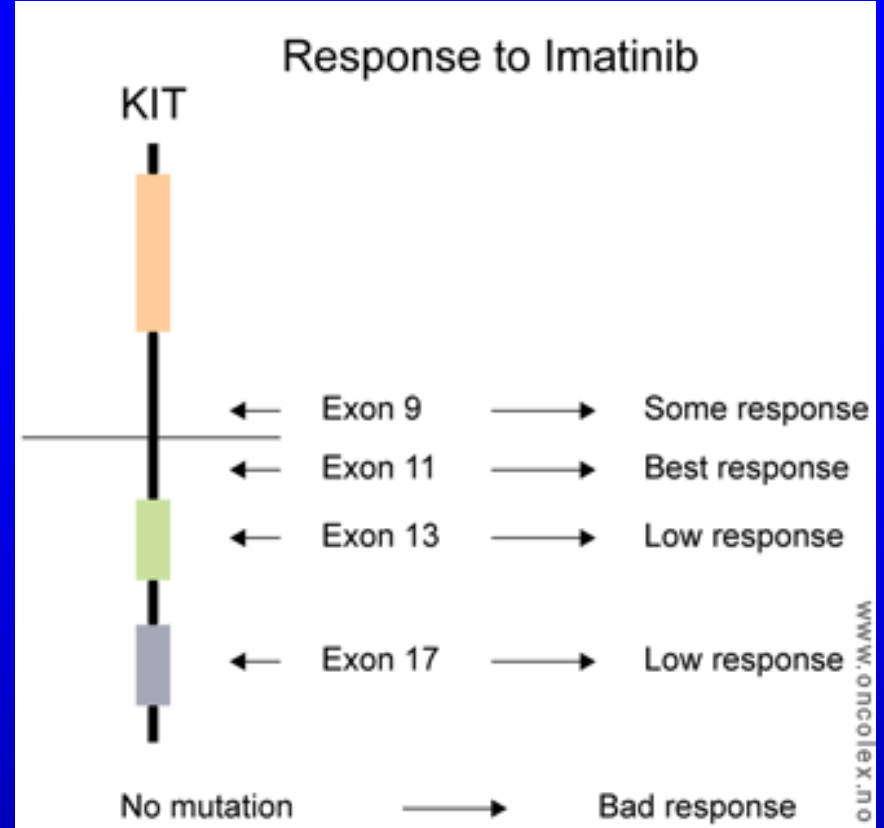 Response to Imatinib
KIT
Exon 9 Some response
Exon 11 Best response
Exon 13 Low response
Exon 17 Low response
No mutation Bad response
www.oncolex.no